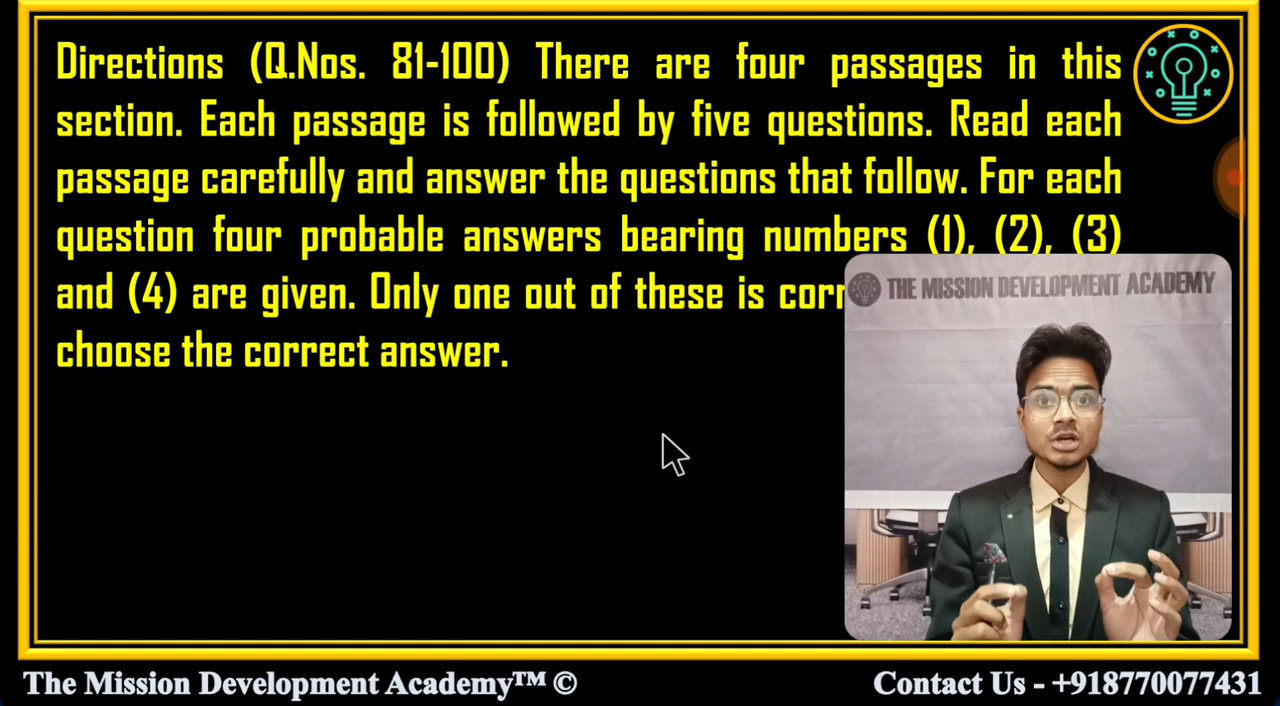 Directions (Q.Nos. 81-100) There are four passages in this
section. Each passage is followed by five questions. Read each
passage carefully and answer the questions that follow. For each
question four probable answers bearing numbers (1), (2), (3)
and (4) are given. Only one out of these is corr
choose the correct answer.
THE MISSION DEVELOPMENT ACADEMY
The Mission Development Academy™ ©
Contact Us - +918770077431